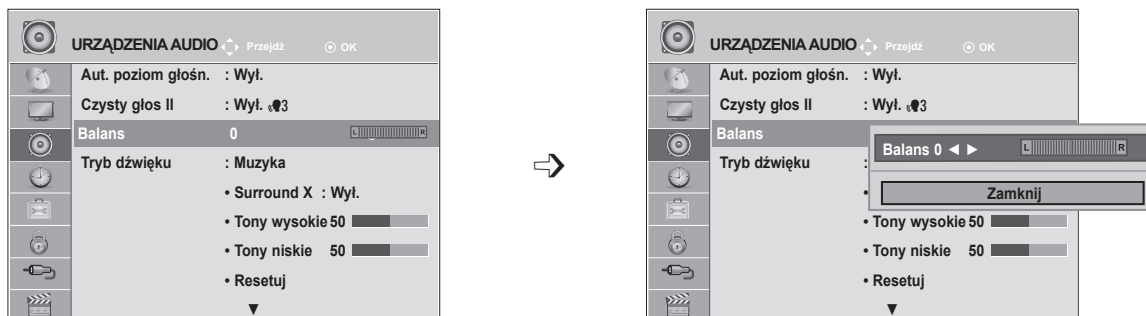 URZĄDZENIA AUDIO Przejdź OK
Aut. poziom głośn. : Wył.
Czysty głos II : Wył. 3
Balans 0 L R
Tryb dźwięku : Muzyka
• Surround X : Wył.
• Tony wysokie 50
• Tony niskie 50
• Resetuj
▼
URZĄDZENIA AUDIO Przejdź OK
Aut. poziom głośn. : Wył.
Czysty głos II : Wył. 3
Balans
Balans 0 ◄ ► L R
Tryb dźwięku :
Zamknij
•
• Tony wysokie 50
• Tony niskie 50
• Resetuj
▼